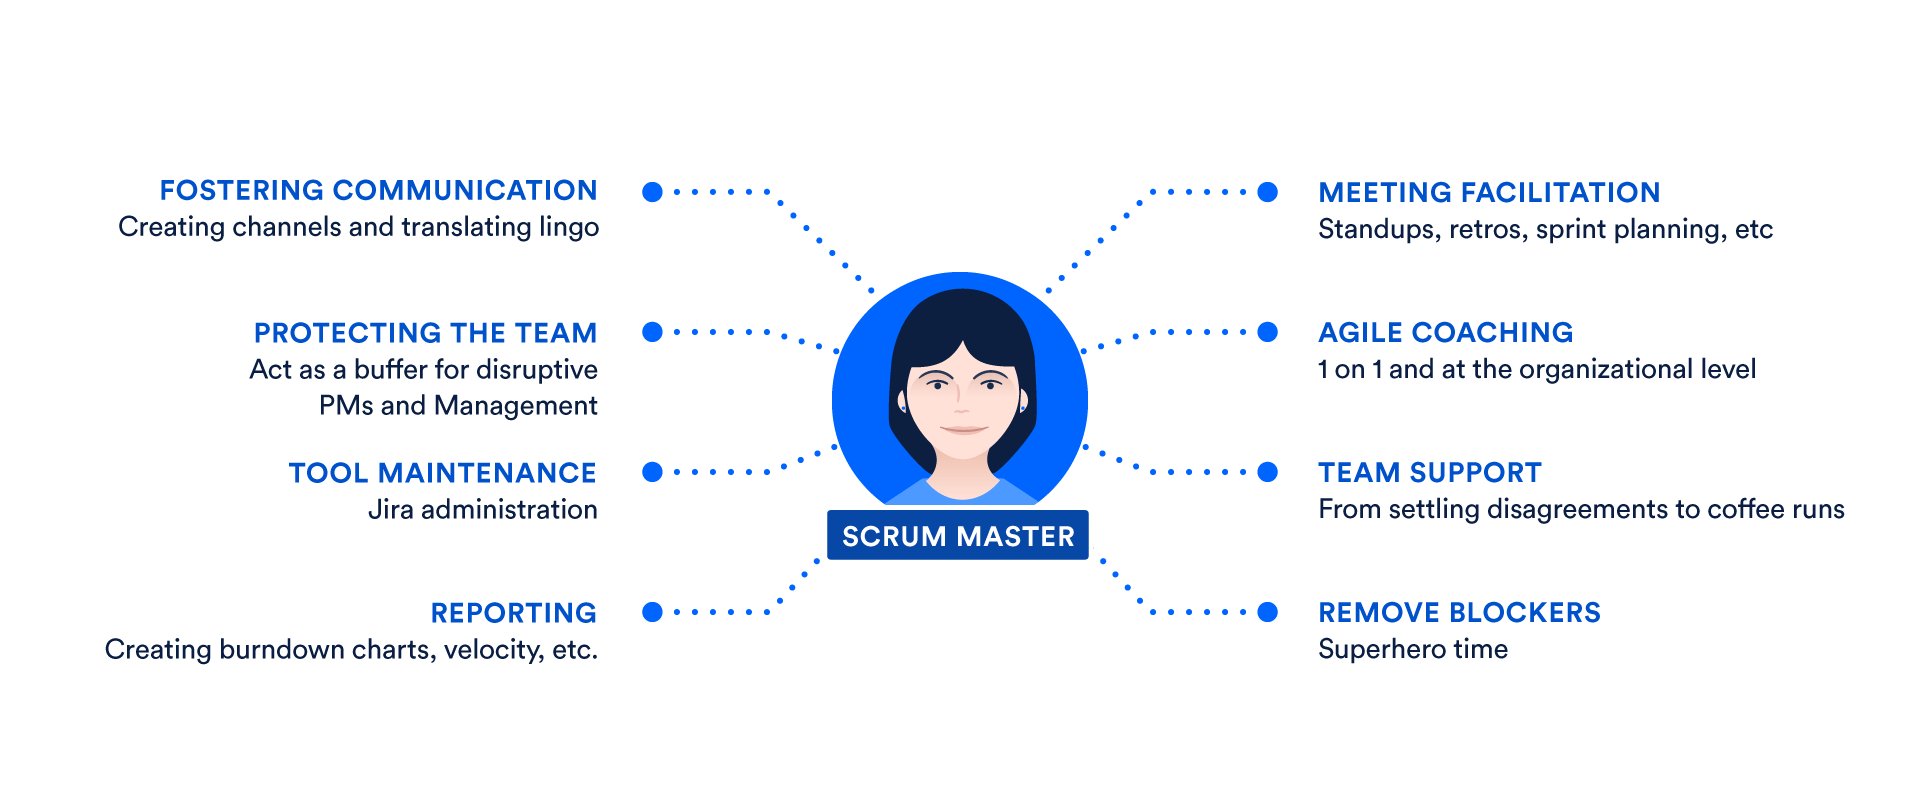 FOSTERING COMMUNICATION
Creating channels and translating lingo
PROTECTING THE TEAM
Act as a buffer for disruptive
PMs and Management
TOOL MAINTENANCE
Jira administration
REPORTING
Creating burndown charts, velocity, etc.
SCRUM MASTER
MEETING FACILITATION
Standups, retros, sprint planning, etc
AGILE COACHING
1 on 1 and at the organizational level
TEAM SUPPORT
From settling disagreements to coffee runs
REMOVE BLOCKERS
Superhero time